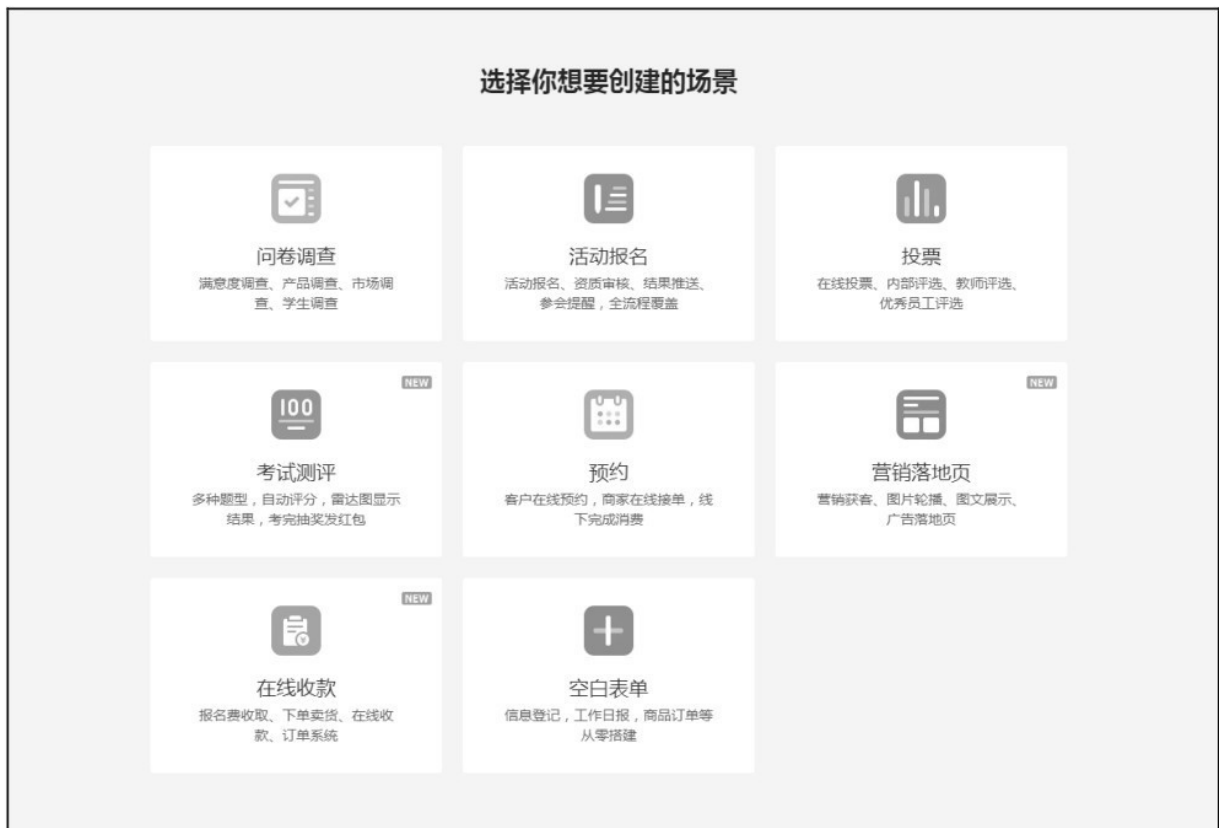 选择你想要创建的场景
问卷调查
满意度调查、产品调查、市场调
查、学生调查
活动报名
活动报名、资质审核、结果推送、
参会提醒，全流程覆盖
投票
在线投票、内部评选、教师评选、
优秀员工评选
NEW
100
考试测评
多种题型，自动评分，雷达图显示
结果，考完抽奖发红包
预约
客户在线预约，商家在线接单，线
下完成消费
NEW
营销落地页
营销获客、图片轮播、图文展示、
广告落地页
NEW
在线收款
报名费收取、下单卖货、在线收
款、订单系统
空白表单
信息登记，工作日报，商品订单等
从零搭建